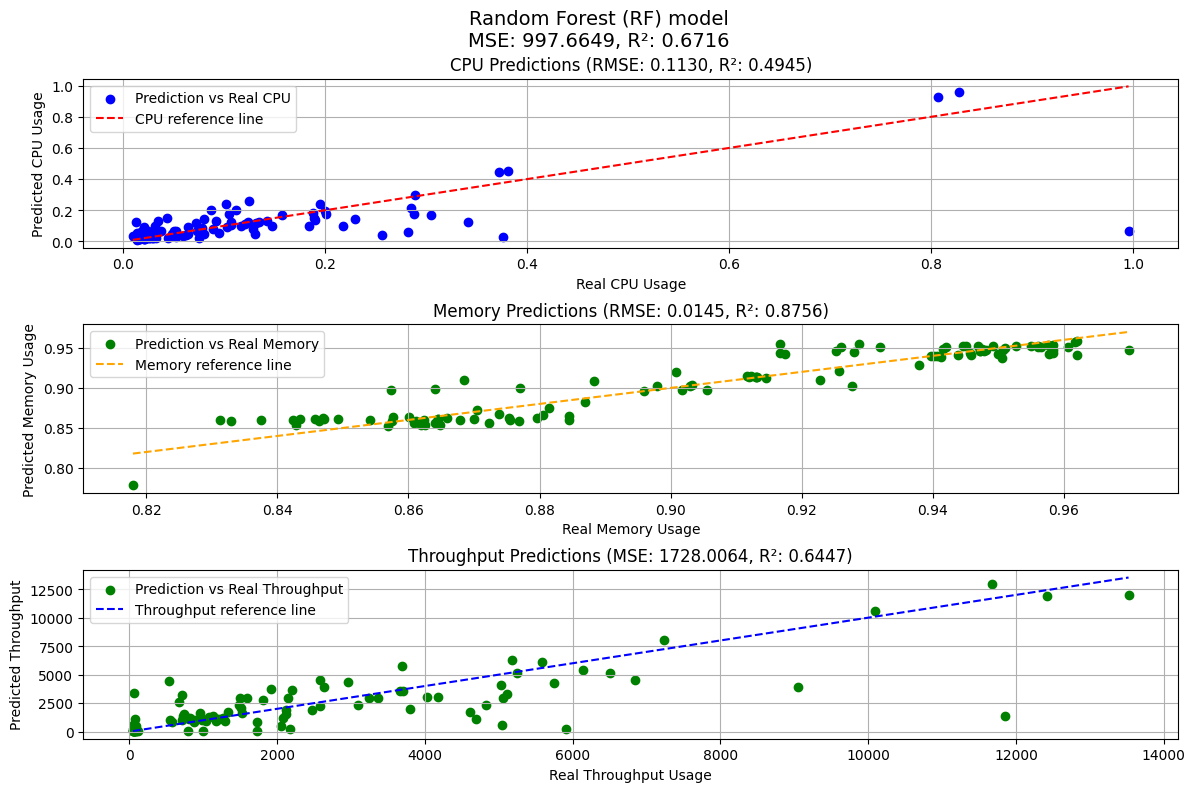 Random Forest (RF) model
MSE: 997.6649, R²: 0.6716
CPU Predictions (RMSE: 0.1130, R²: 0.4945)
Predicted CPU Usage
1.0
0.8
0.6
0.4
0.2
0.0
Prediction vs Real CPU
CPU reference line
0.0 0.2 0.4 0.6 0.8 1.0
Real CPU Usage
Memory Predictions (RMSE: 0.0145, R²: 0.8756)
Predicted Memory Usage
0.95
0.90
0.85
0.80
Prediction vs Real Memory
Memory reference line
0.82 0.84 0.86 0.88 0.90 0.92 0.94 0.96
Real Memory Usage
Throughput Predictions (MSE: 1728.0064, R²: 0.6447)
Predicted Throughput
12500
10000
7500
5000
2500
0
Prediction vs Real Throughput
Throughput reference line
0 2000 4000 6000 8000 10000 12000 14000
Real Throughput Usage